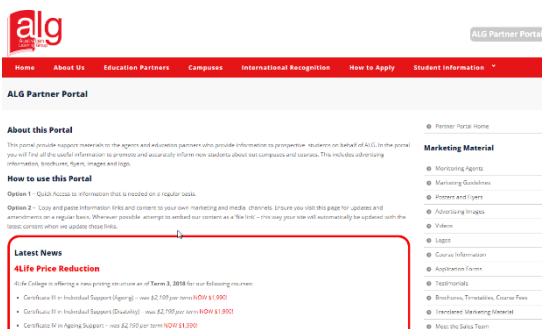 alg
Australian Learning Group
ALG Partner Portal
Home About Us Education Partners Campuses International Recognition How to Apply Student Information
ALG Partner Portal
About this Portal
This portal provide support materials to the agents and education partners who provide information to prospective students on behalf of ALG. In the portal
you will find all the useful information to promote and accurately inform new students about out campuses and courses. This includes advertising
information, brochures, flyers, images and logo.
How to use this Portal
Option 1 – Quick Access to information that is needed on a regular basis.
Option 2 – Copy and paste information links and content to your own marketing and media channels. Ensure you visit this page for updates and
amendments on a regular basis. Wherever possible attempt to embed our content as a 'file link' – this way your site will automatically be updated with the
latest content when we update those links.
Latest News
4Life Price Reduction
4Life College is offering a new pricing structure as of Term 3, 2018 for our following courses:
Certificate III in Individual Support (Ageing) – was $2,190 per term NOW $1,990!
Certificate III in Individual Support (Disability) – was $2,190 per term NOW $1,990!
Certificate IV in Ageing Support – was $2,190 per term NOW $1,590!
Partner Portal Home
Marketing Material
Monitoring Agents
Marketing Guidelines
Posters and Flyers
Advertising Images
Videos
Logos
Course Information
Application Forms
Testimonials
Brochures, Timetables, Course Fees
Translated Marketing Material
Meet the Sales Team